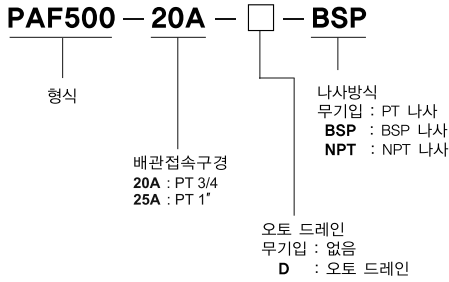 PAF500 — 20A — □ — BSP
형식
나사방식
무기입 : PT 나사
BSP : BSP 나사
NPT : NPT 나사
배관접속구경
20A : PT 3/4
25A : PT 1″
오토 드레인
무기입 : 없음
D : 오토 드레인